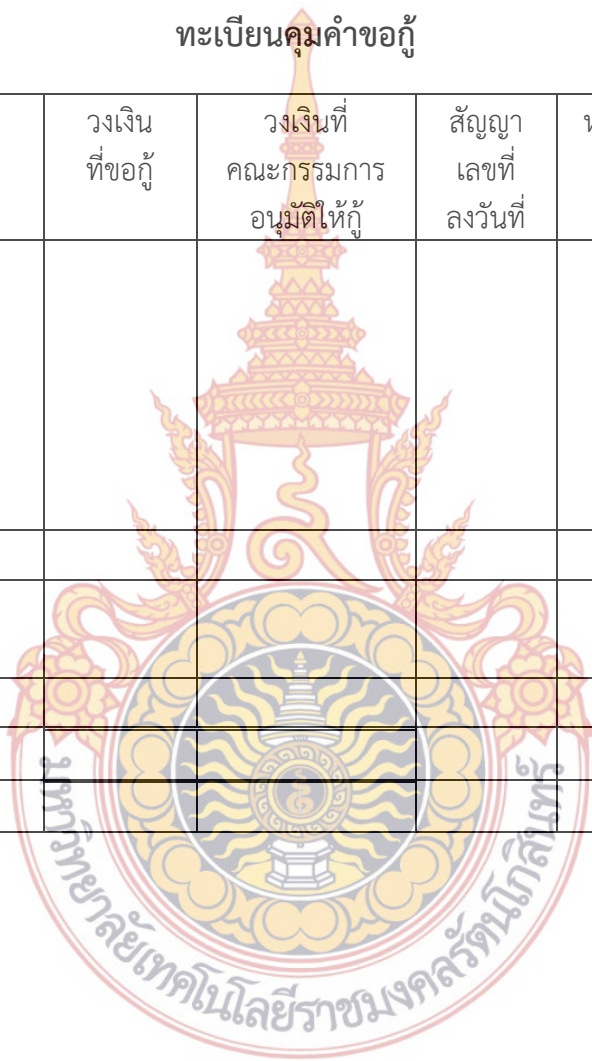 ทะเบียนคุมคำขอกู้
วงเงิน
ที่ขอกู้
วงเงินที่
คณะกรรมการ
อนุมัติให้กู้
สัญญา
เลขที่
ลงวันที่
มหาวิทยาลัยเทคโนโลยีราชมงคลรัตนโกสินทร์